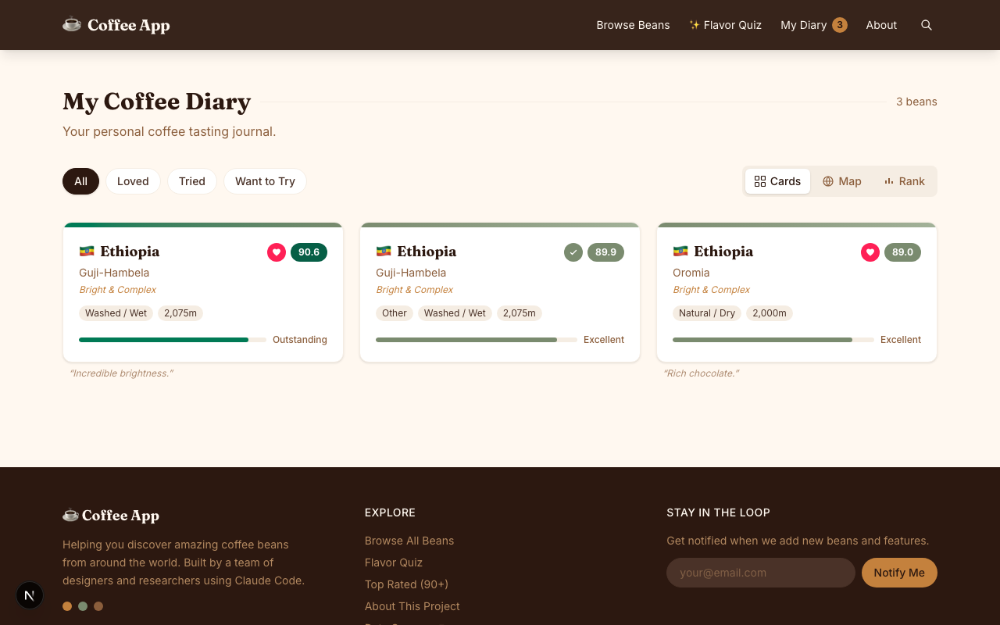 Coffee App
Browse Beans
✨ Flavor Quiz
My Diary 3
About
My Coffee Diary
3 beans
Your personal coffee tasting journal.
All
Loved
Tried
Want to Try
Cards
Map
Rank
Ethiopia
90.6
Guji-Hambela
Bright & Complex
Washed / Wet
2,075m
Outstanding
“Incredible brightness.”
Ethiopia
89.9
Guji-Hambela
Bright & Complex
Other
Washed / Wet
2,075m
Excellent
Ethiopia
89.0
Oromia
Bright & Complex
Natural / Dry
2,000m
Excellent
“Rich chocolate.”
Coffee App
Helping you discover amazing coffee beans
from around the world. Built by a team of
designers and researchers using Claude Code.
N
EXPLORE
Browse All Beans
Flavor Quiz
Top Rated (90+)
About This Project
STAY IN THE LOOP
Get notified when we add new beans and features.
your@email.com
Notify Me